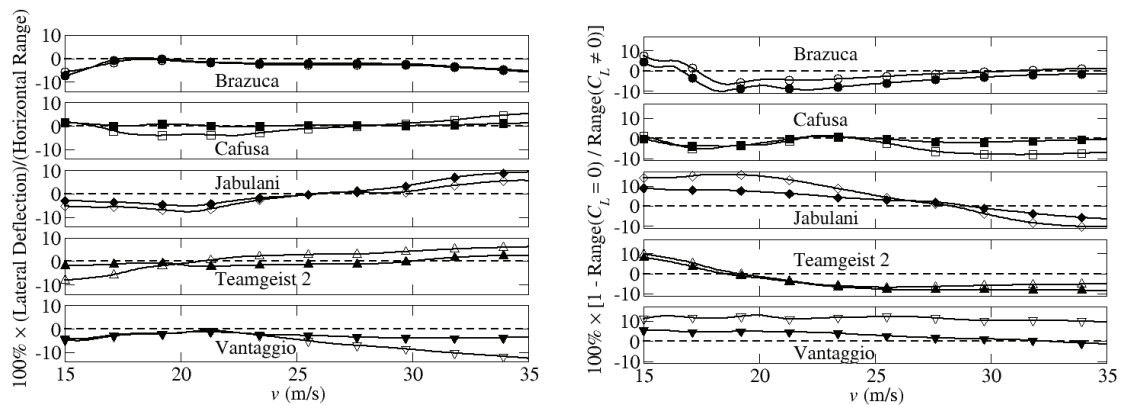 100% × (Lateral Deflection)/(Horizontal Range)
10
0
-10
Brazuca
10
0
-10
Cafusa
10
0
-10
Jabulani
10
0
-10
Teamgeist 2
10
0
-10
Vantaggio
15 20 25 30 35
v (m/s)
100% × [1 - Range(C_L = 0) / Range(C_L ≠ 0)]
10
0
-10
Brazuca
10
0
-10
Cafusa
10
0
-10
Jabulani
10
0
-10
Teamgeist 2
10
0
-10
Vantaggio
15 20 25 30 35
v (m/s)